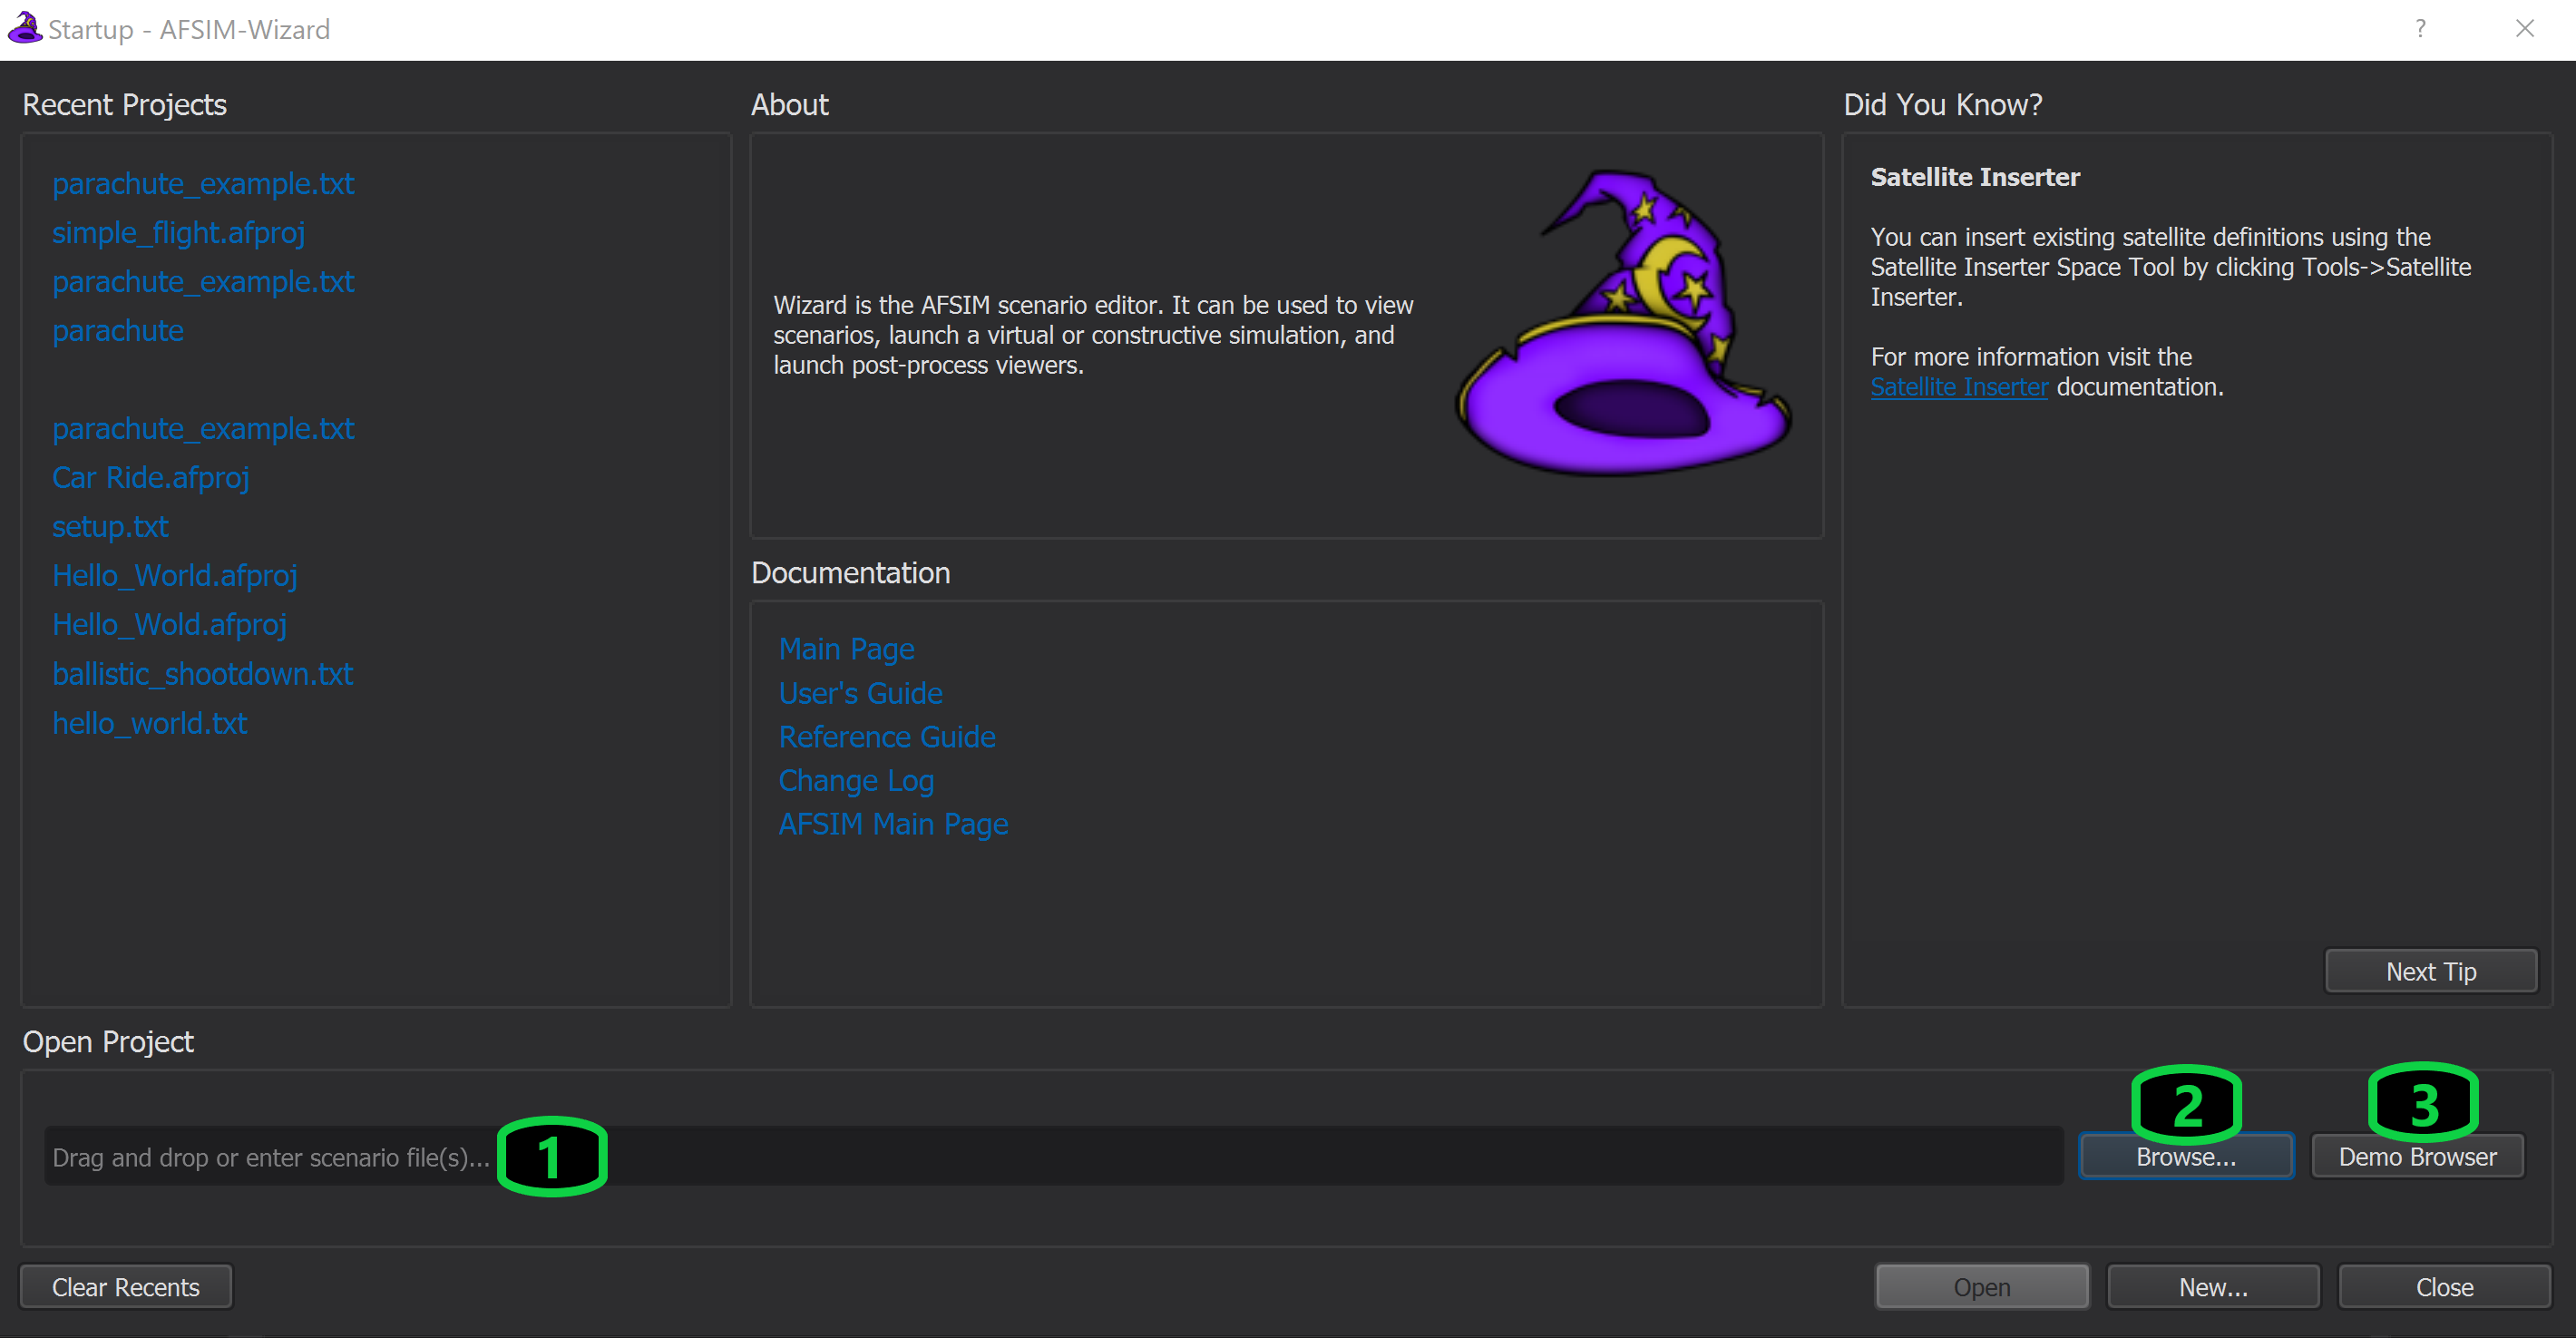 Startup - AFSIM-Wizard
?
Recent Projects
parachute_example.txt
simple_flight.afproj
parachute_example.txt
parachute
parachute_example.txt
Car Ride.afproj
setup.txt
Hello_World.afproj
Hello_Wold.afproj
ballistic_shootdown.txt
hello_world.txt
About
Wizard is the AFSIM scenario editor. It can be used to view
scenarios, launch a virtual or constructive simulation, and
launch post-process viewers.
Documentation
Main Page
User's Guide
Reference Guide
Change Log
AFSIM Main Page
Did You Know?
Satellite Inserter
You can insert existing satellite definitions using the
Satellite Inserter Space Tool by clicking Tools->Satellite
Inserter.
For more information visit the
Satellite Inserter documentation.
Next Tip
Open Project
Drag and drop or enter scenario file(s)...
1
2
Browse...
3
Demo Browser
Clear Recents
Open
New...
Close